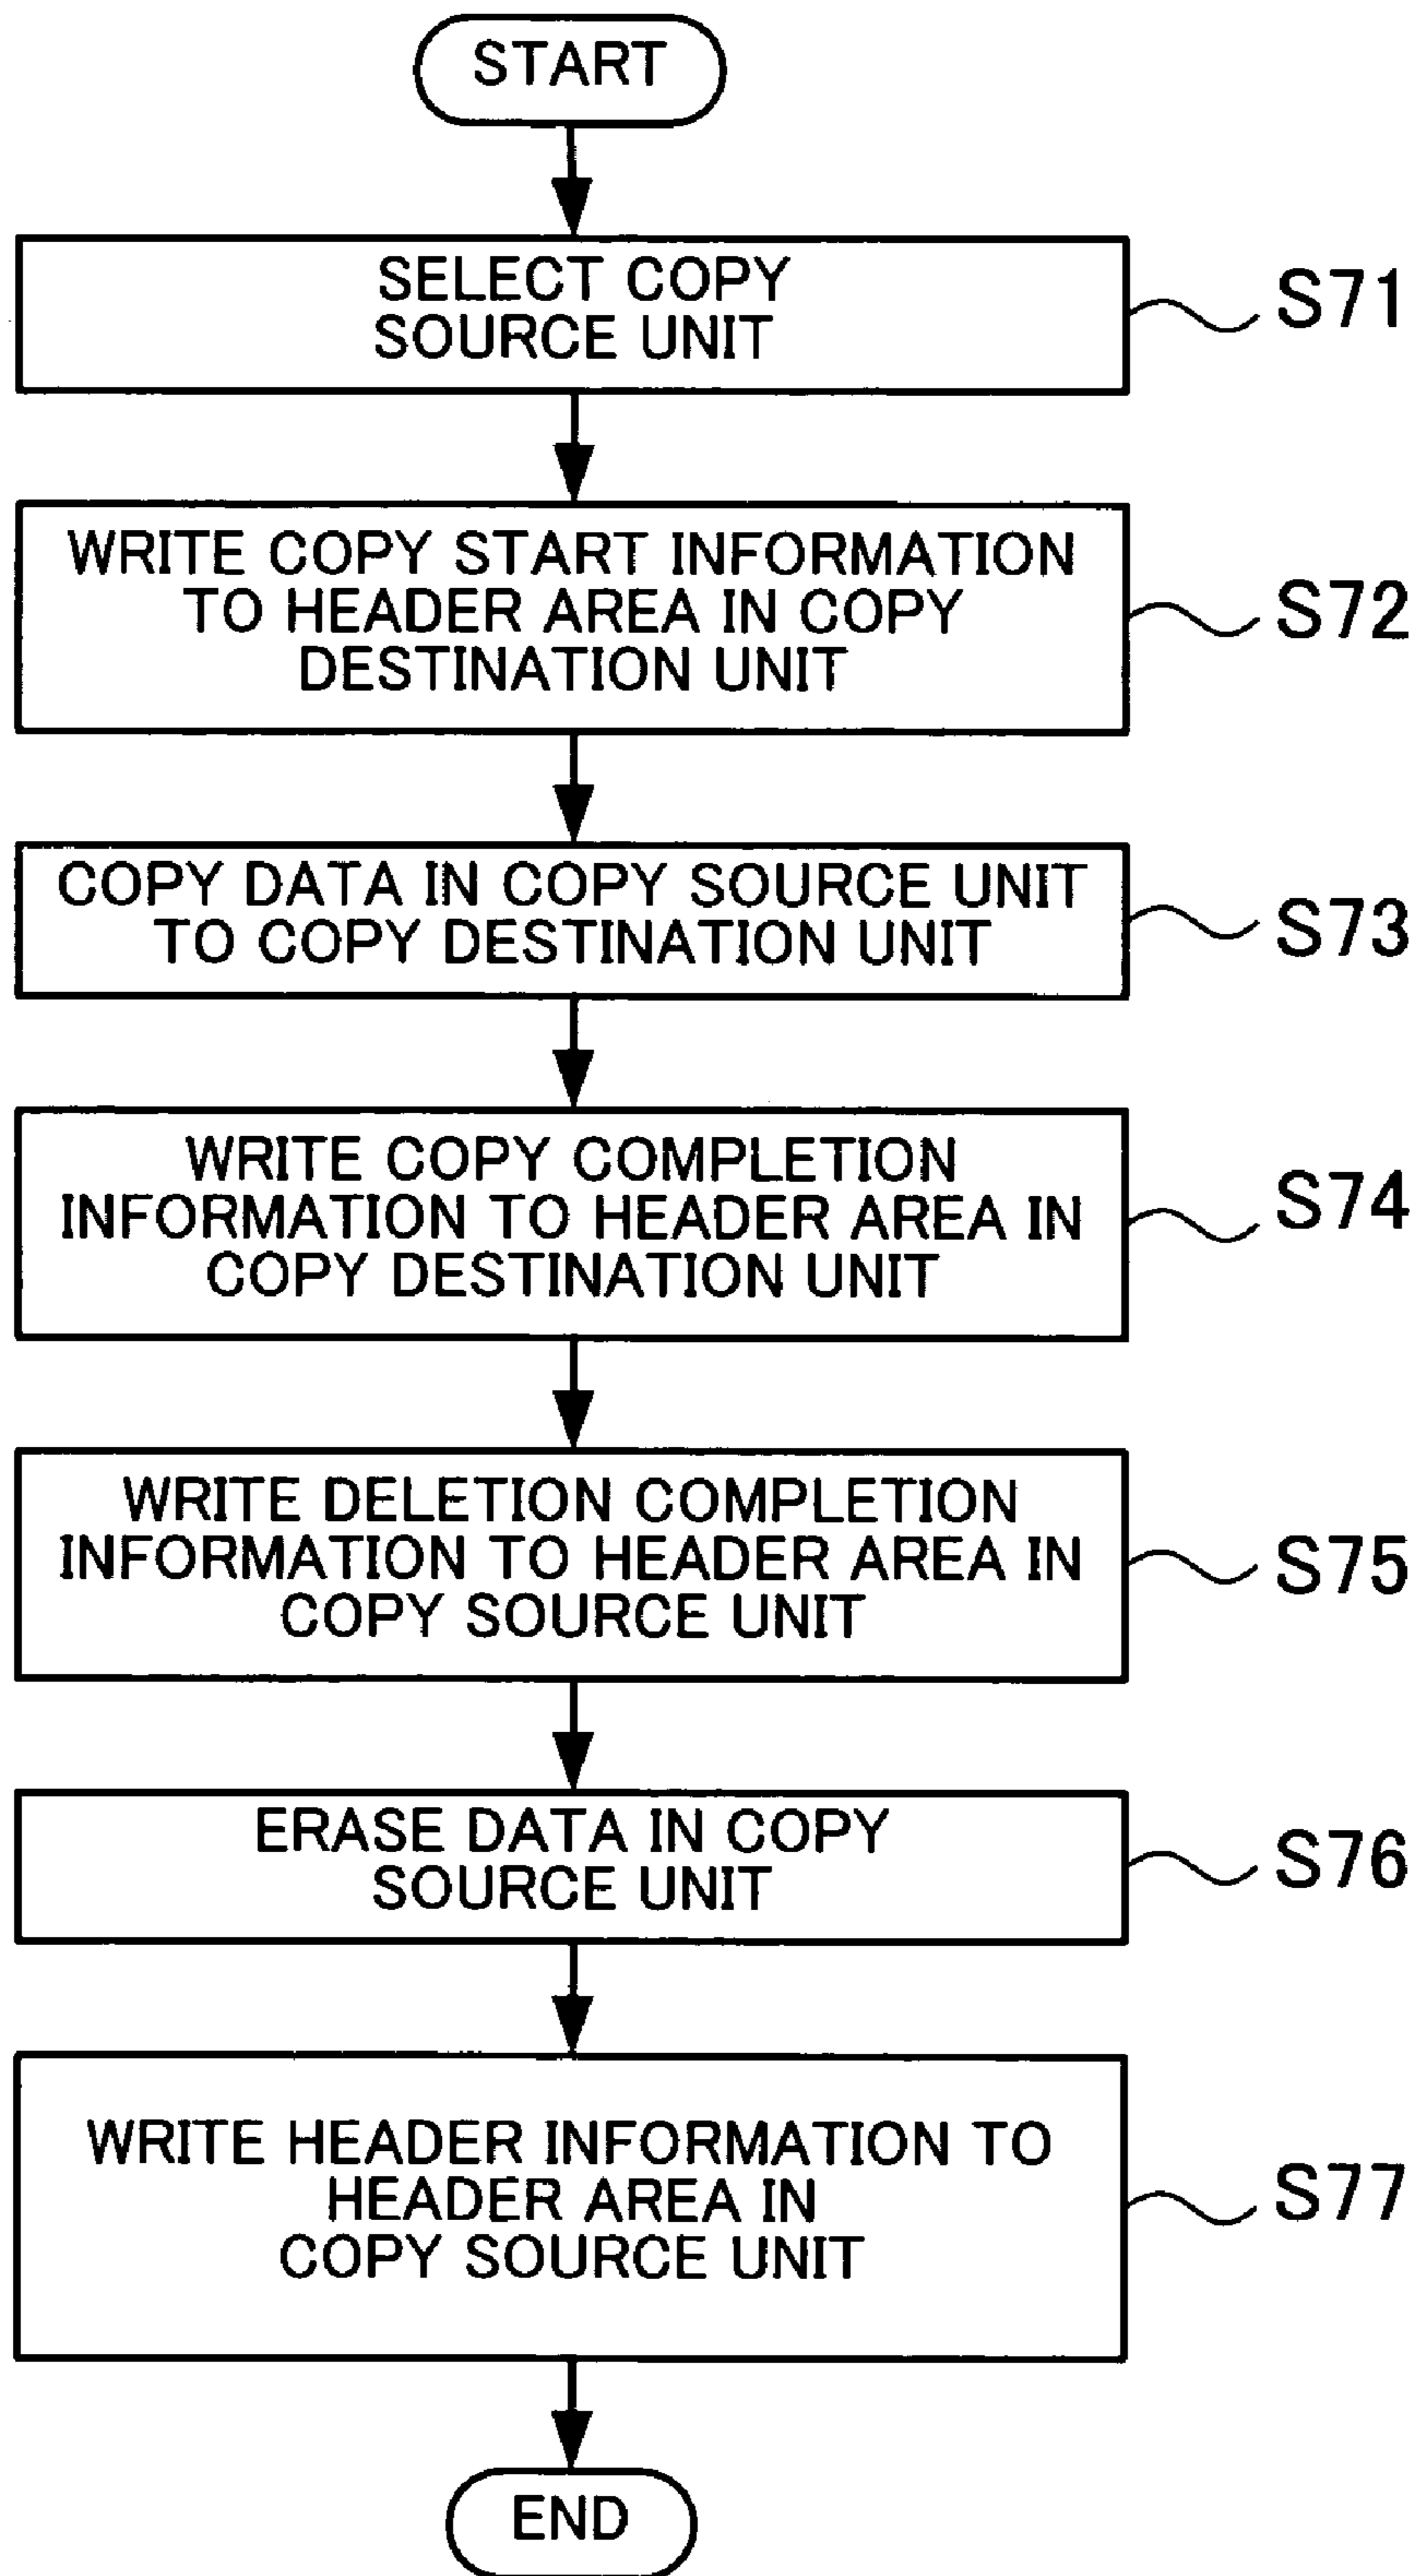 START
SELECT COPY
SOURCE UNIT
S71
WRITE COPY START INFORMATION
TO HEADER AREA IN COPY
DESTINATION UNIT
S72
COPY DATA IN COPY SOURCE UNIT
TO COPY DESTINATION UNIT
S73
WRITE COPY COMPLETION
INFORMATION TO HEADER AREA IN
COPY DESTINATION UNIT
S74
WRITE DELETION COMPLETION
INFORMATION TO HEADER AREA IN
COPY SOURCE UNIT
S75
ERASE DATA IN COPY
SOURCE UNIT
S76
WRITE HEADER INFORMATION TO
HEADER AREA IN
COPY SOURCE UNIT
S77
END